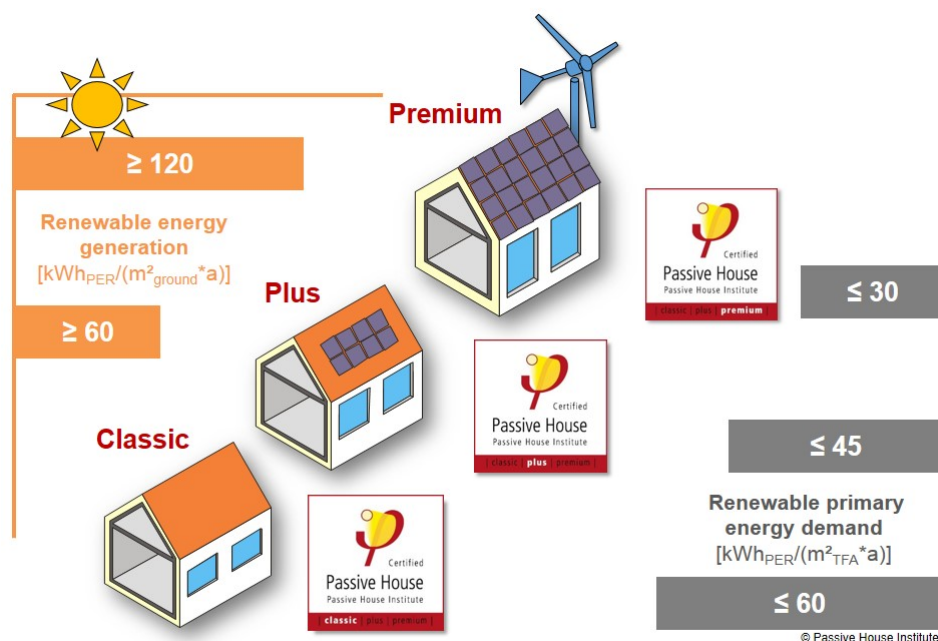 Premium
≥ 120
Renewable energy
generation
[kWhPER/(m²ground*a)]
Plus
≥ 60
Certified
Passive House
Passive House Institute
| classic | plus | premium |
≤ 30
Certified
Passive House
Passive House Institute
| classic | plus | premium |
≤ 45
Classic
Renewable primary
energy demand
[kWhPER/(m²TFA*a)]
Certified
Passive House
Passive House Institute
| classic | plus | premium |
≤ 60
© Passive House Institute